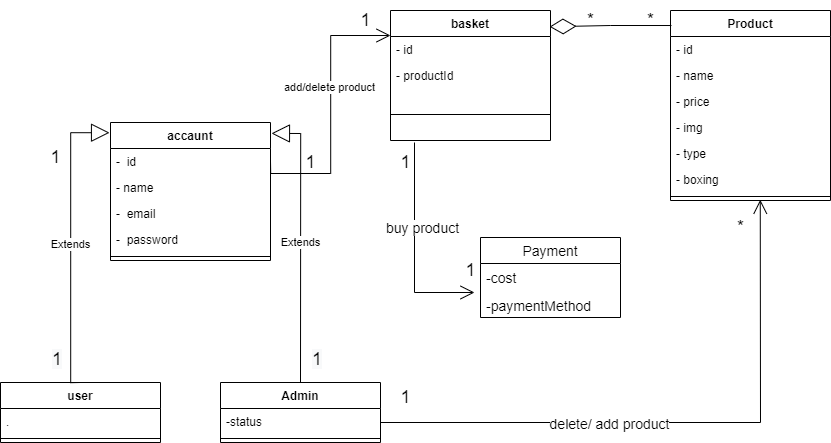 1
basket
*
*
Product
- id
- productId
- id
- name
- price
- img
- type
- boxing
add/delete product
accaunt
- id
- name
- email
- password
1
1
1
Extends
Extends
buy product
*
Payment
-cost
-paymentMethod
1
1
1
1
user
.
Admin
-status
delete/ add product